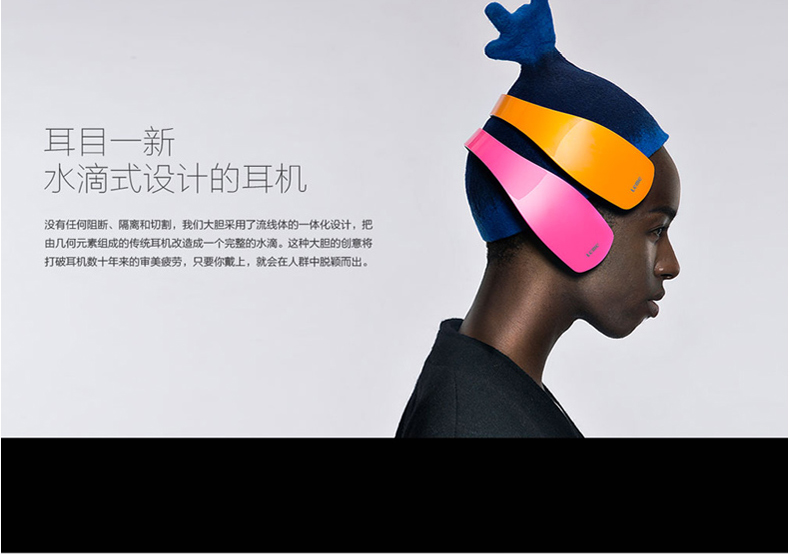 耳目一新
水滴式设计的耳机
没有任何阻断、隔离和切割，我们大胆采用了流线体的一体化设计，把
由几何元素组成的传统耳机改造成一个完整的水滴。这种大胆的创意将
打破耳机数十年来的审美疲劳，只要你戴上，就会在人群中脱颖而出。